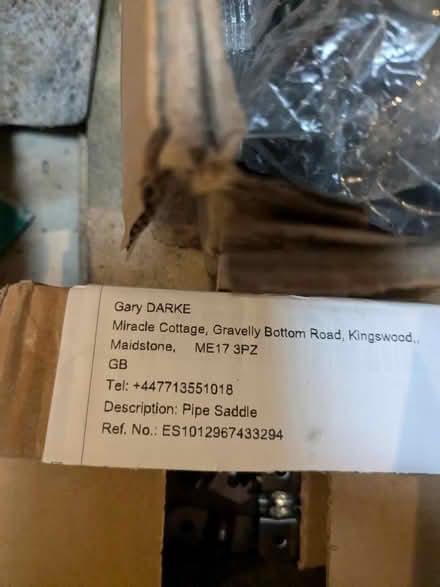 Gary DARKE
Miracle Cottage, Gravelly Bottom Road, Kingswood,,
Maidstone, ME17 3PZ
GB
Tel: +447713551018
Description: Pipe Saddle
Ref. No.: ES1012967433294